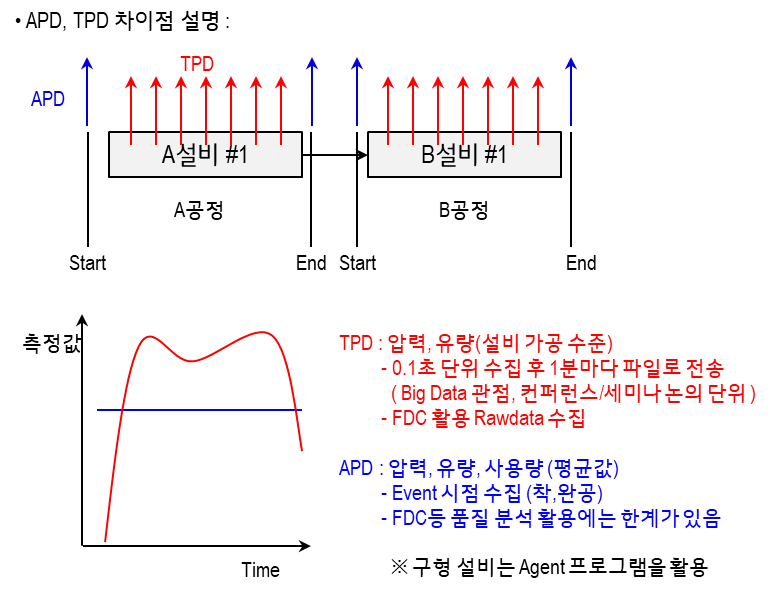 • APD, TPD 차이점 설명 :
TPD
APD
A설비 #1
B설비 #1
A공정
B공정
Start
End
Start
End
측정값
Time
TPD : 압력, 유량(설비 가공 수준)
- 0.1초 단위 수집 후 1분마다 파일로 전송
( Big Data 관점, 컨퍼런스/세미나 논의 단위 )
- FDC 활용 Rawdata 수집
APD : 압력, 유량, 사용량 (평균값)
- Event 시점 수집 (착,완공)
- FDC등 품질 분석 활용에는 한계가 있음
※ 구형 설비는 Agent 프로그램을 활용